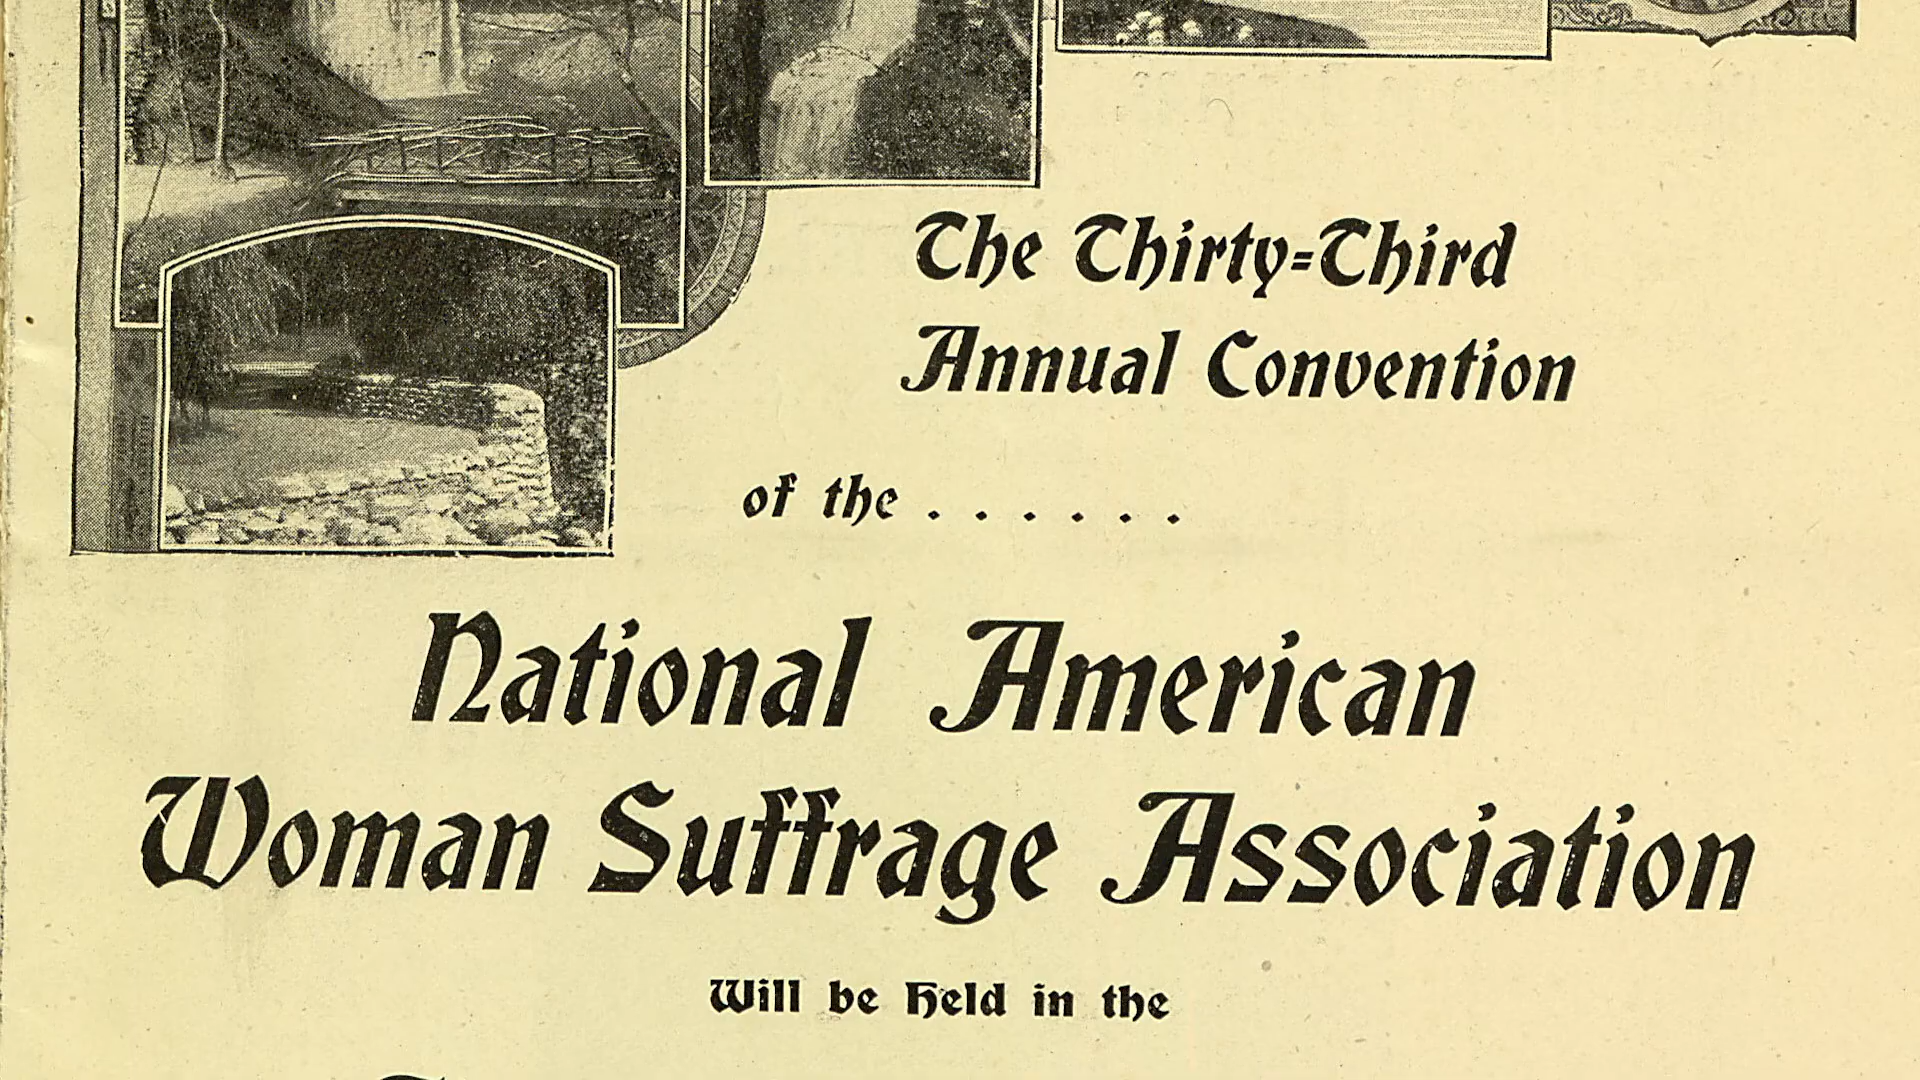 The Thirty=Third
Annual Convention
of the . . . . . .
National American
Woman Suffrage Association
Will be Held in the